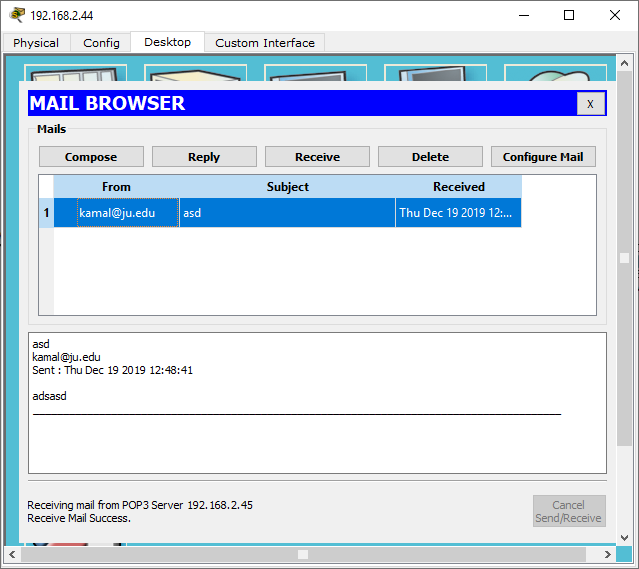 192.168.2.44
Physical Config Desktop Custom Interface
MAIL BROWSER X
Mails
Compose Reply Receive Delete Configure Mail
From Subject Received
1 kamal@ju.edu asd Thu Dec 19 2019 12:...
asd
kamal@ju.edu
Sent : Thu Dec 19 2019 12:48:41
adsasd
Receiving mail from POP3 Server 192.168.2.45
Receive Mail Success.
Cancel
Send/Receive